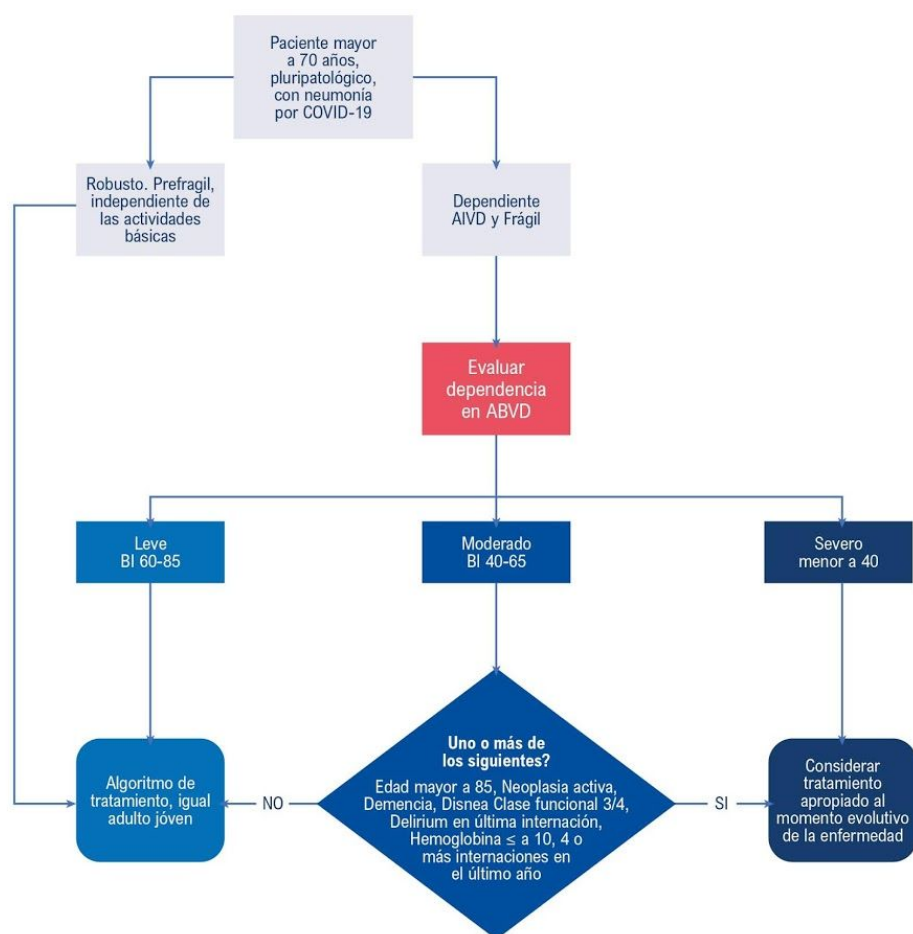 Paciente mayor
a 70 años,
pluripatológico,
con neumonía
por COVID-19
Robusto. Prefragil,
independiente de
las actividades
básicas
Dependiente
AIVD y Frágil
Evaluar
dependencia
en ABVD
Leve
BI 60-85
Moderado
BI 40-65
Severo
menor a 40
Algoritmo de
tratamiento, igual
adulto jóven
NO
Uno o más de
los siguientes?
Edad mayor a 85, Neoplasia activa,
Demencia, Disnea Clase funcional 3/4,
Delirium en última internación,
Hemoglobina ≤ a 10, 4 o
más internaciones en
el último año
SI
Considerar
tratamiento
apropiado al
momento evolutivo
de la enfermedad